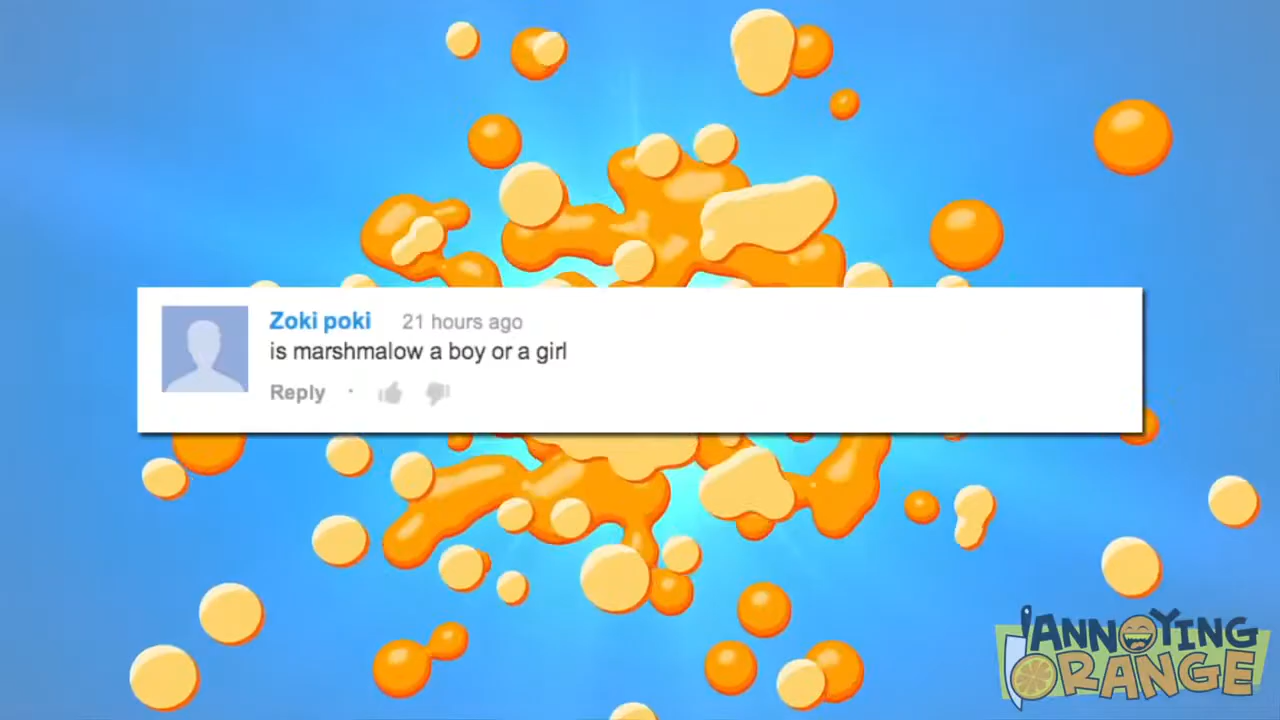 Zoki poki 21 hours ago
is marshmalow a boy or a girl
Reply ·
ANNOYING
ORANGE